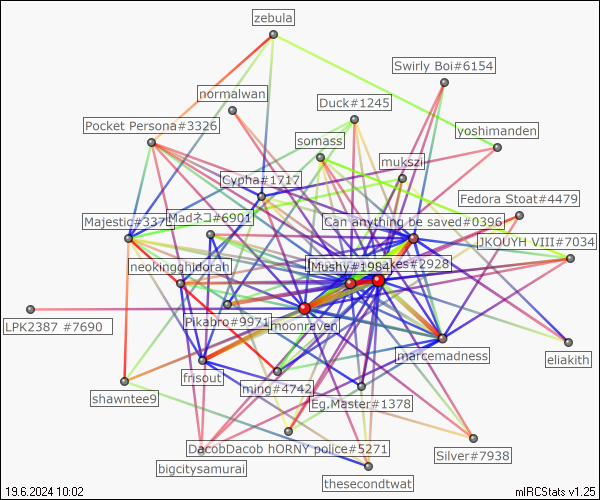 zebula
Swirly Boi#6154
normalwan
Duck#1245
Pocket Persona#3326
yoshimanden
somass
mukszi
Cypha#1717
Fedora Stoat#4479
Madネコ#6901
Majestic#337
Can anything be saved#0396
JKOUYH VIII#7034
neokingghidorah
Mushy#1984
kes#2928
Pikabro#9971
moonraven
LPK2387 #7690
marcemadness
eliakith
frisout
ming#4742
shawntee9
Eg.Master#1378
DacobDacob hORNY police#5271
Silver#7938
bigcitysamurai
thesecondtwat
19.6.2024 10:02
mIRCStats v1.25